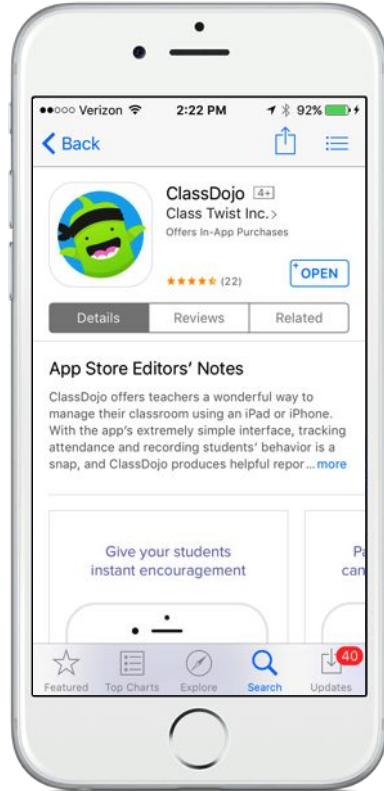 Verizon 2:22 PM 92%
Back
ClassDojo 4+
Class Twist Inc.
Offers In-App Purchases
(22)
+OPEN
Details Reviews Related
App Store Editors' Notes
ClassDojo offers teachers a wonderful way to
manage their classroom using an iPad or iPhone.
With the app's extremely simple interface, tracking
attendance and recording students' behavior is a
snap, and ClassDojo produces helpful repor...more
Give your students
instant encouragement
Pa
can
40
Featured Top Charts Explore Search Updates